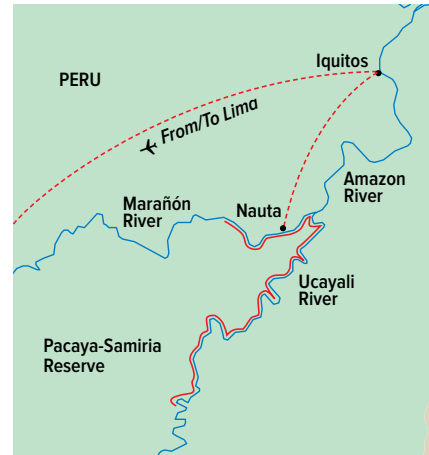 Iquitos
PERU
From/To Lima
Amazon
River
Marañón
River
Nauta
Ucayali
River
Pacaya-Samiria
Reserve